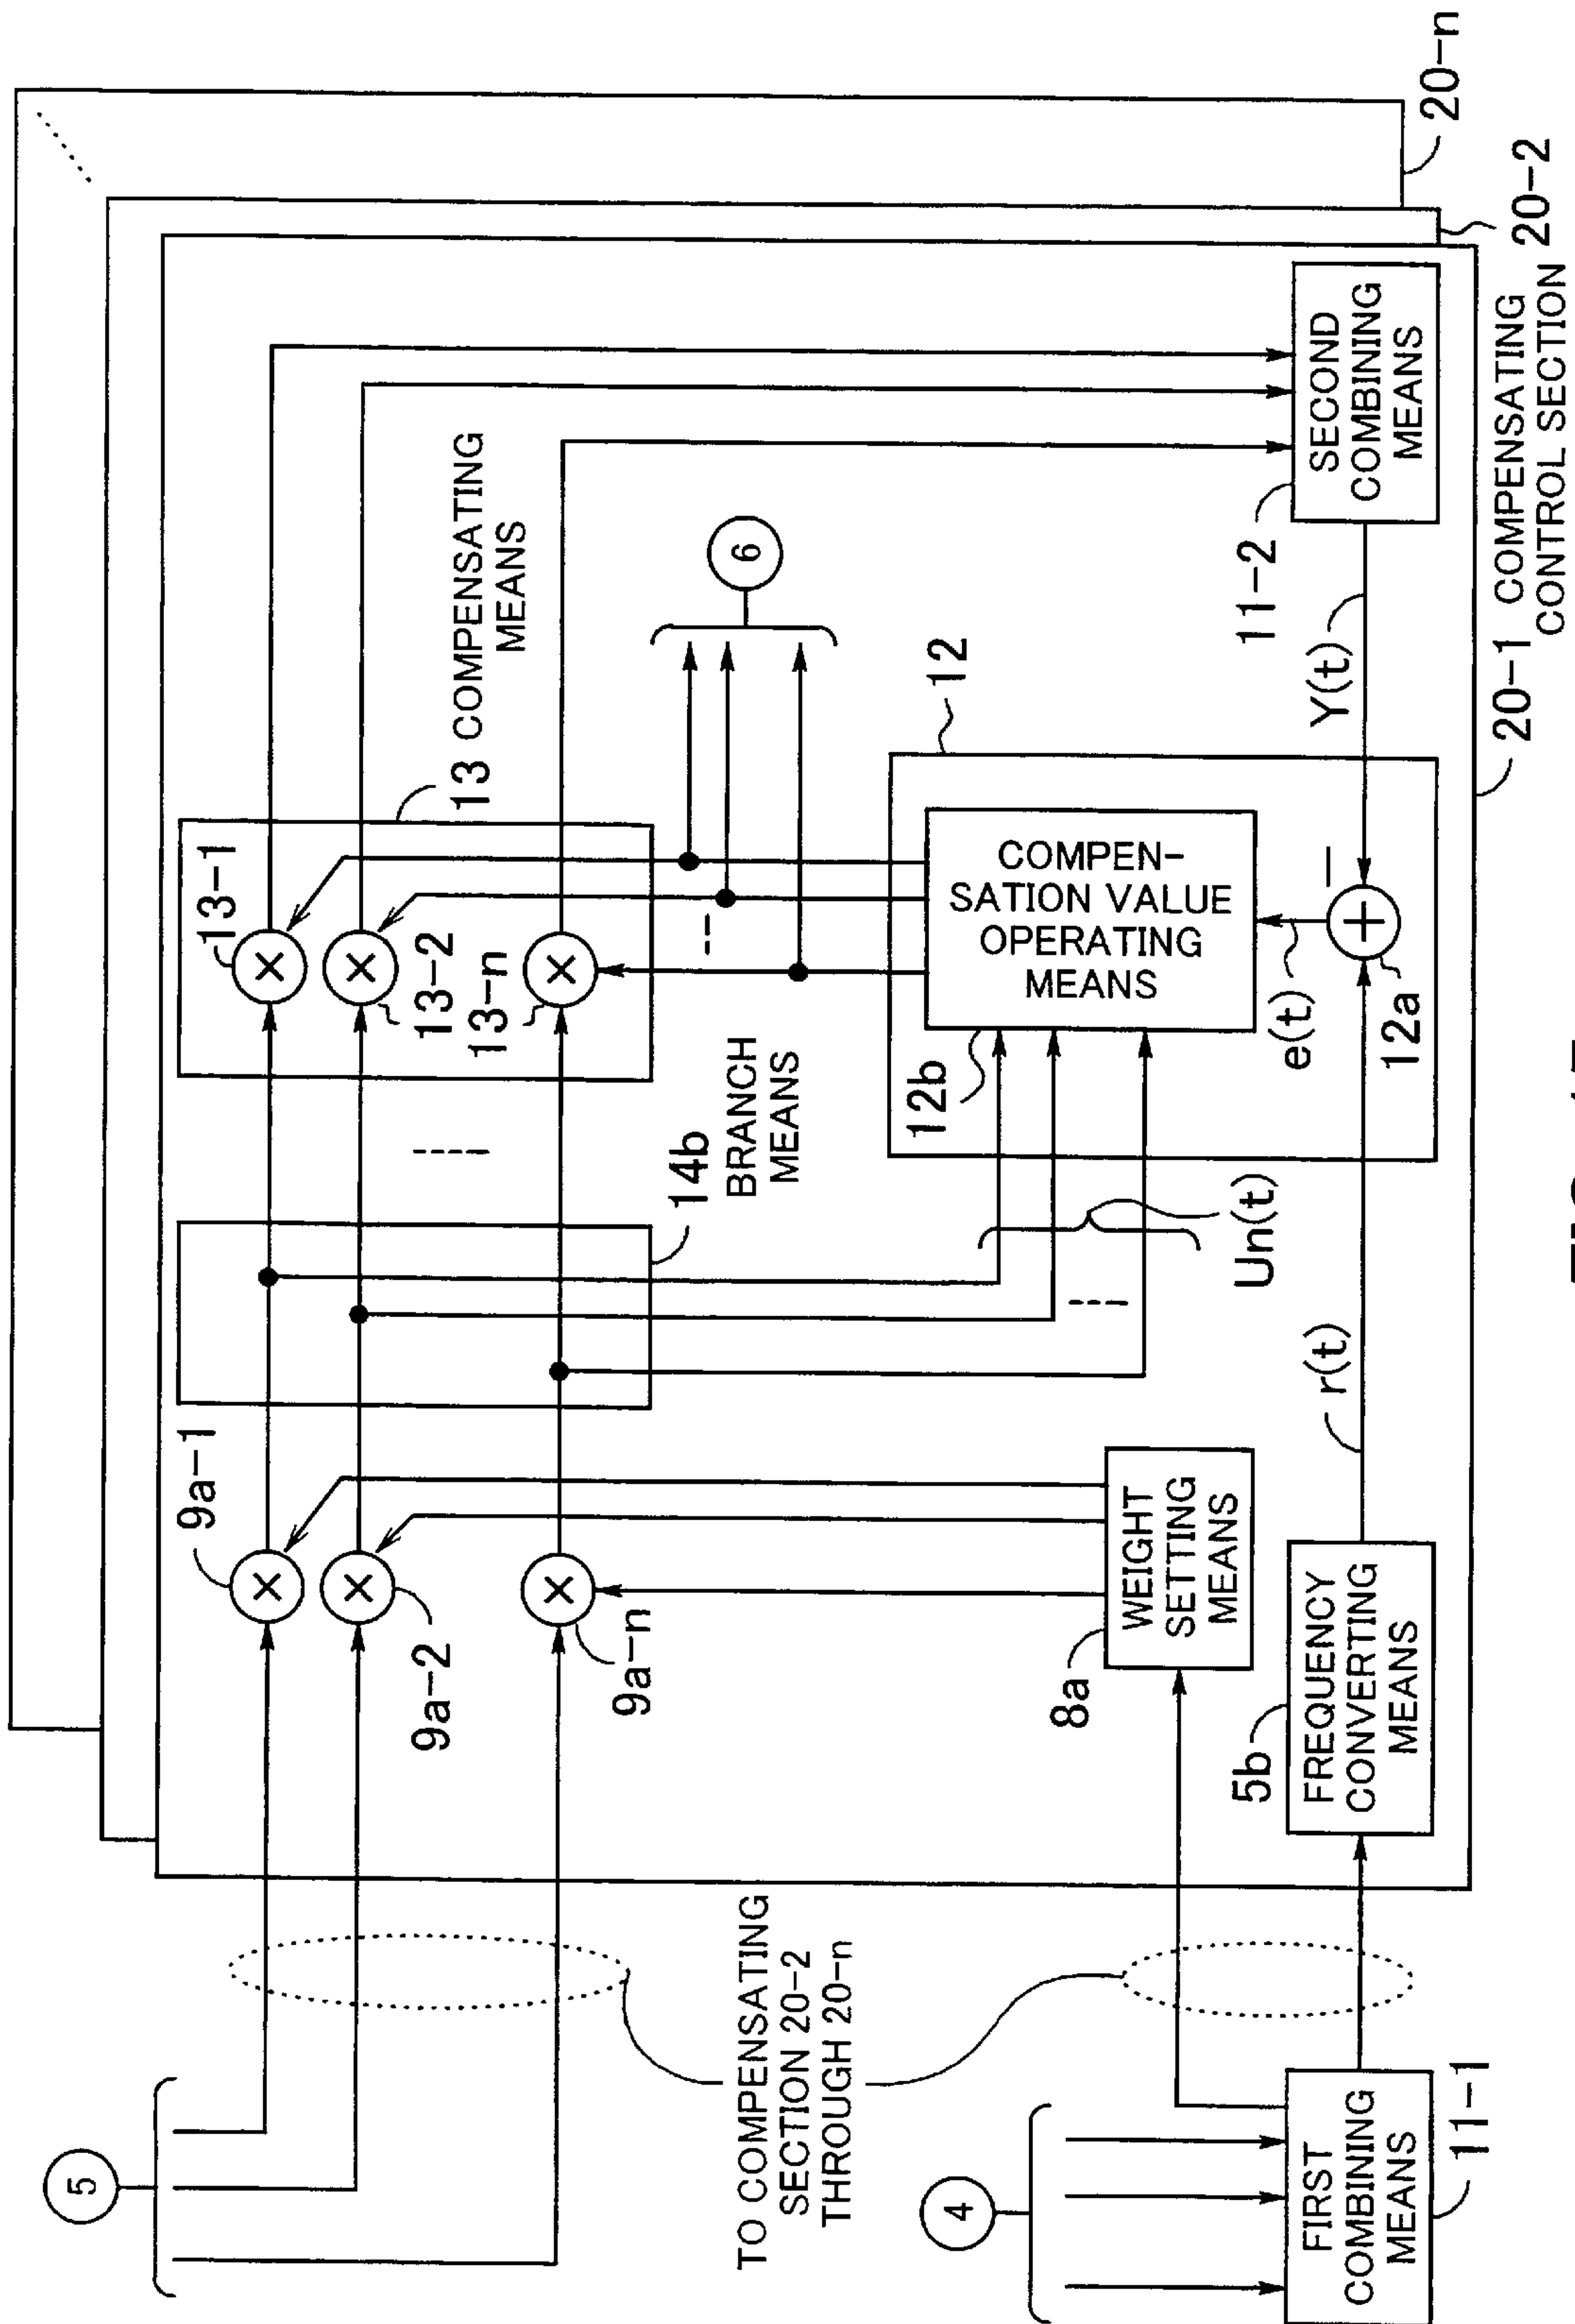 20-n
20-2
20-1 COMPENSATING
CONTROL SECTION
13 COMPENSATING
MEANS
13-1
13-2
13-n
6
SECOND
COMBINING
MEANS
11-2
Y(t)
12
COMPEN-
SATION VALUE
OPERATING
MEANS
12b
e(t)
12a
+
−
14b
BRANCH
MEANS
Un(t)
r(t)
9a-1
9a-2
9a-n
WEIGHT
SETTING
MEANS
8a
FREQUENCY
CONVERTING
MEANS
5b
5
TO COMPENSATING
SECTION 20-2
THROUGH 20-n
4
FIRST
COMBINING
MEANS
11-1